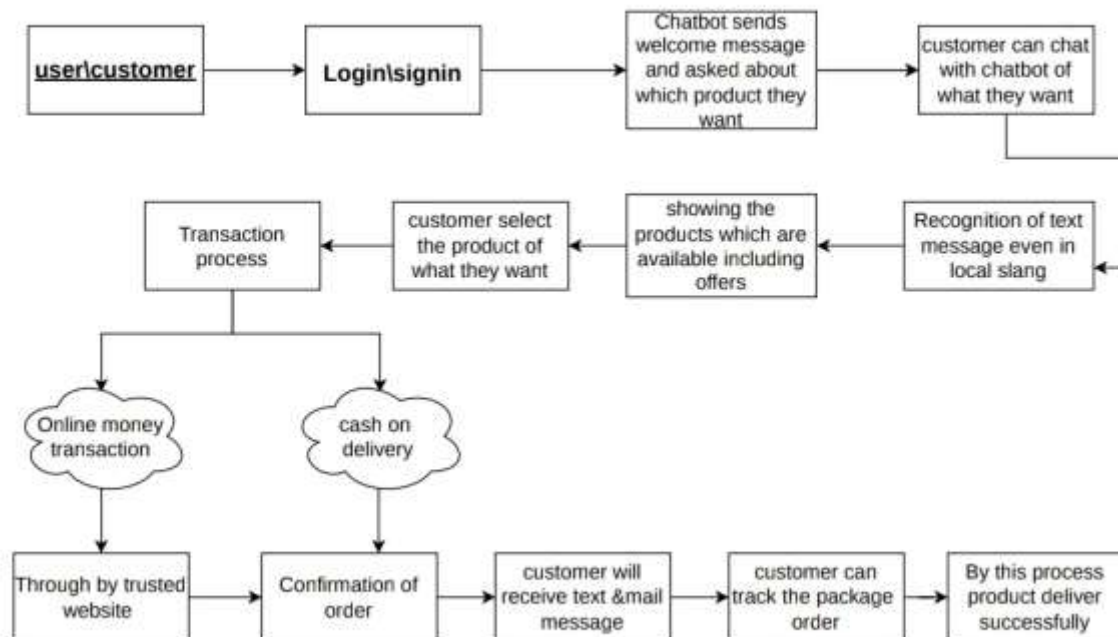 user\customer
Login\signin
Chatbot sends
welcome message
and asked about
which product they
want
customer can chat
with chatbot of
what they want
Transaction
process
customer select
the product of
what they want
showing the
products which are
available including
offers
Recognition of text
message even in
local slang
Online money
transaction
cash on
delivery
Through by trusted
website
Confirmation of
order
customer will
receive text &mail
message
customer can
track the package
order
By this process
product deliver
successfully